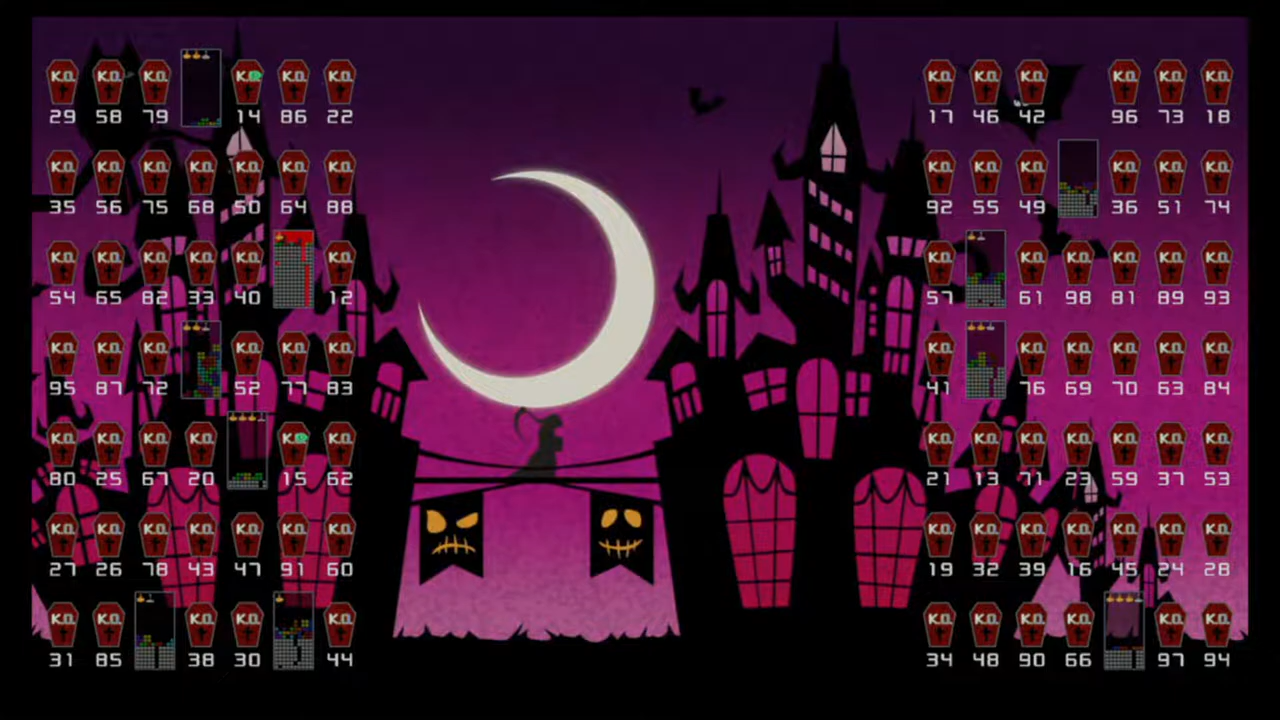 K.O. K.O. K.O. K.O. K.O. K.O. K.O. K.O. K.O. K.O. K.O. K.O.
29 58 79 14 86 22 17 46 42 96 73 18
K.O. K.O. K.O. K.O. K.O. K.O. K.O. K.O. K.O. K.O. K.O. K.O. K.O.
35 56 75 68 50 64 88 92 55 49 36 51 74
K.O. K.O. K.O. K.O. K.O. K.O. K.O. K.O. K.O. K.O. K.O. K.O.
54 65 82 33 40 12 57 61 98 81 89 93
K.O. K.O. K.O. K.O. K.O. K.O. K.O. K.O. K.O. K.O. K.O. K.O.
95 87 72 52 77 83 41 76 69 70 63 84
K.O. K.O. K.O. K.O. K.O. K.O. K.O. K.O. K.O. K.O. K.O. K.O. K.O.
80 25 67 20 15 62 21 13 71 23 59 37 53
K.O. K.O. K.O. K.O. K.O. K.O. K.O. K.O. K.O. K.O. K.O. K.O. K.O. K.O.
27 26 78 43 47 91 60 19 32 39 16 45 24 28
K.O. K.O. K.O. K.O. K.O. K.O. K.O. K.O. K.O. K.O. K.O.
31 85 38 30 44 34 48 90 66 97 94